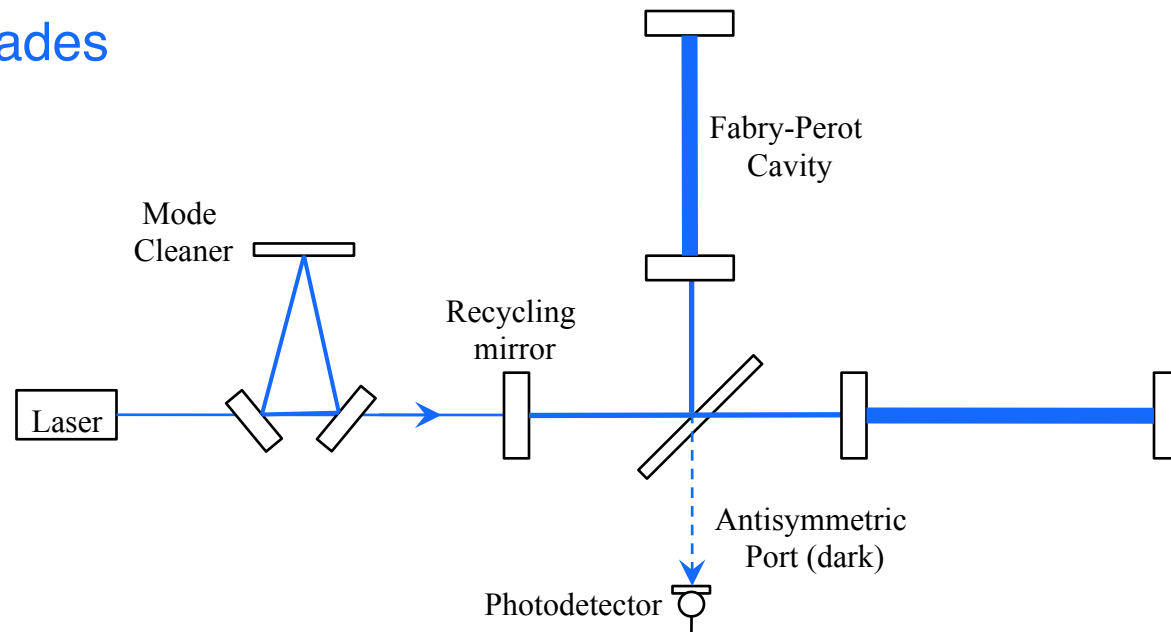 ades
Fabry-Perot
Cavity
Mode
Cleaner
Recycling
mirror
Laser
Antisymmetric
Port (dark)
Photodetector